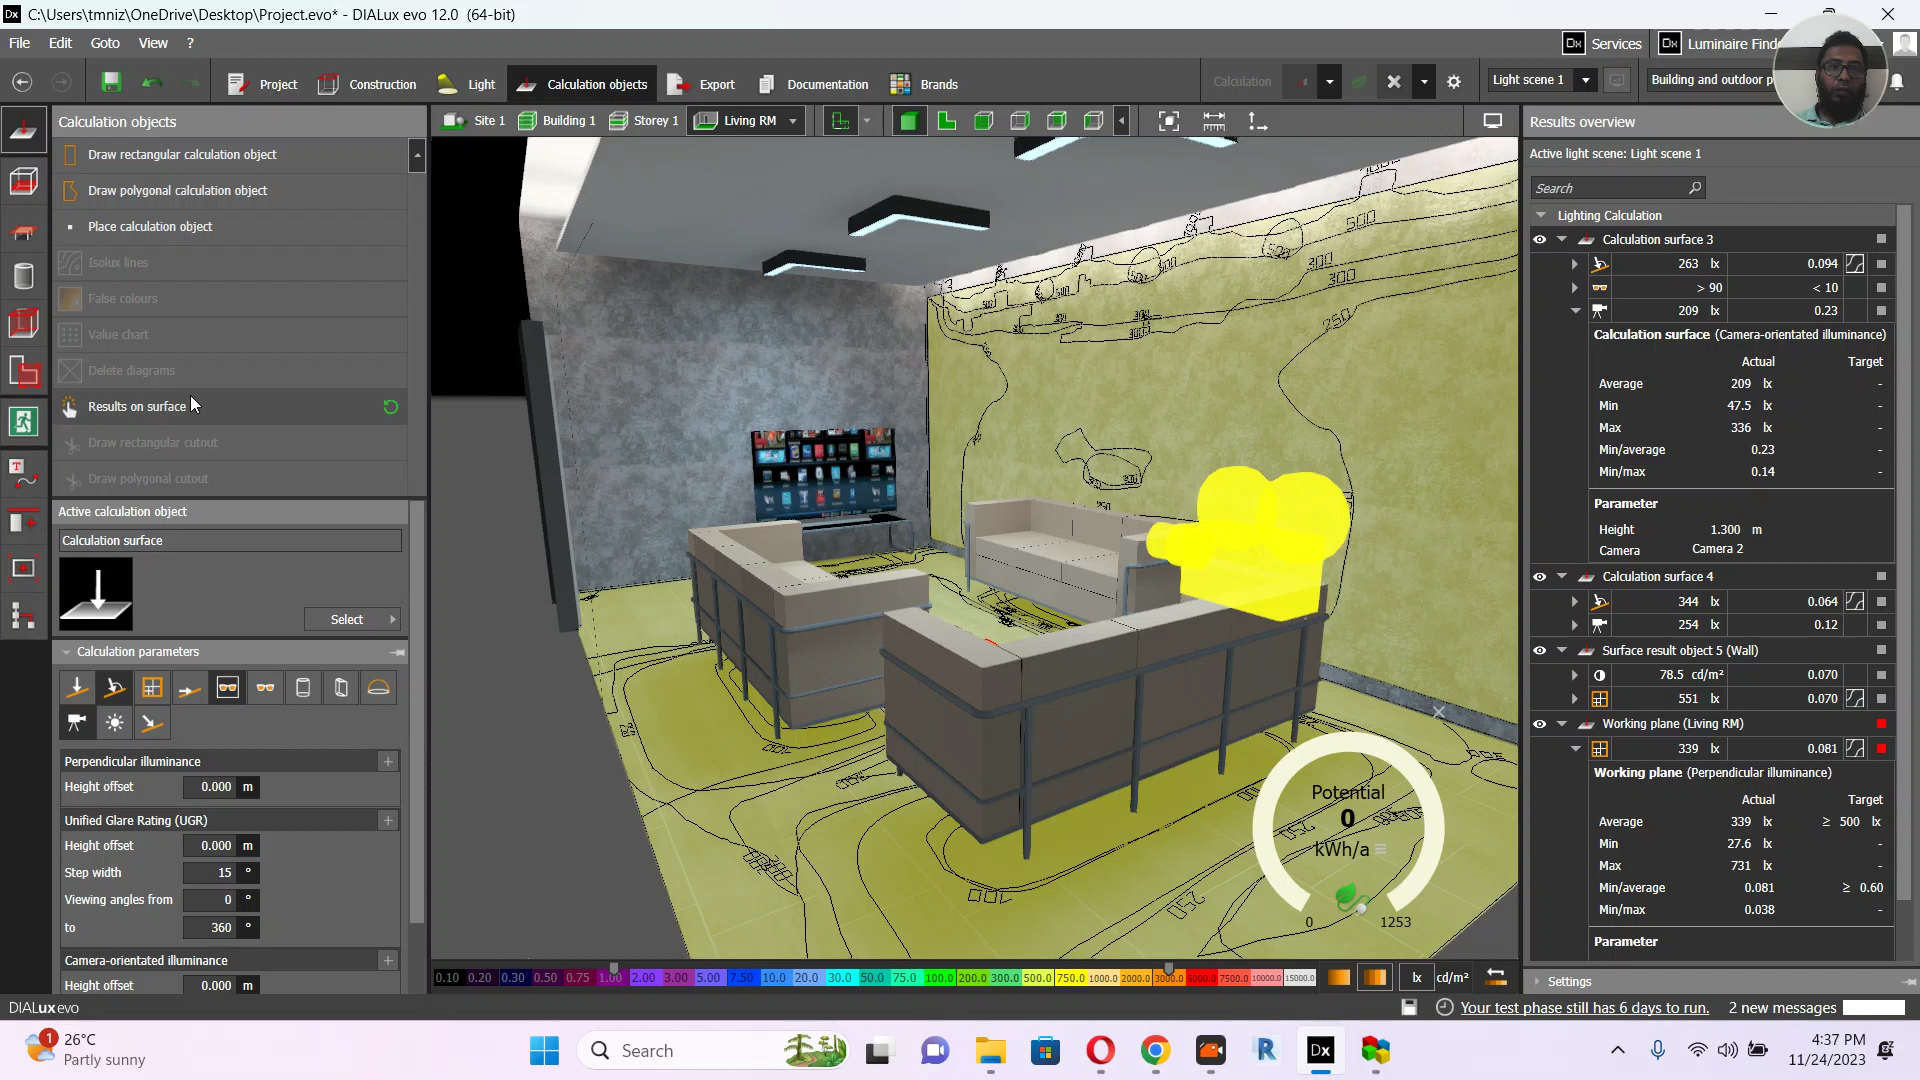 C:\Users\tmniz\OneDrive\Desktop\Project.evo* - DIALux evo 12.0 (64-bit)
File Edit Goto View ?
Services Luminaire Finde
Project Construction Light Calculation objects Export Documentation Brands
Calculation Light scene 1 Building and outdoor p
Calculation objects
Site 1 Building 1 Storey 1 Living RM
Results overview
Draw rectangular calculation object
Draw polygonal calculation object
Place calculation object
Isolux lines
False colours
Value chart
Delete diagrams
Results on surface
Draw rectangular cutout
Draw polygonal cutout
Active calculation object
Calculation surface
Select
Calculation parameters
Perpendicular illuminance
Height offset 0.000 m
Unified Glare Rating (UGR)
Height offset 0.000 m
Step width 15 °
Viewing angles from 0 °
to 360 °
Camera-oriented illuminance
Height offset 0.000 m
500
300
300
250
100
250
Potential
0
kWh/a
0 1253
0.10 0.20 0.30 0.50 0.75 1.00 2.00 3.00 5.00 7.50 10.0 20.0 30.0 50.0 75.0 100.0 200.0 300.0 500.0 750.0 1000.0 2000.0 3000.0 5000.0 7500.0 10000.0 15000.0
lx cd/m²
Active light scene: Light scene 1
Search
Lighting Calculation
Calculation surface 3
263 lx 0.094
> 90 < 10
209 lx 0.23
Calculation surface (Camera-orientated illuminance)
Actual Target
Average 209 lx -
Min 47.5 lx -
Max 336 lx -
Min/average 0.23 -
Min/max 0.14 -
Parameter
Height 1.300 m
Camera Camera 2
Calculation surface 4
344 lx 0.064
254 lx 0.12
Surface result object 5 (Wall)
78.5 cd/m² 0.070
551 lx 0.070
Working plane (Living RM)
339 lx 0.081
Working plane (Perpendicular illuminance)
Actual Target
Average 339 lx ≥ 500 lx
Min 27.6 lx -
Max 731 lx -
Min/average 0.081 ≥ 0.60
Min/max 0.038 -
Parameter
Settings
DIALux evo
Your test phase still has 6 days to run. 2 new messages
1
26°C
Partly sunny
Search
4:37 PM
11/24/2023